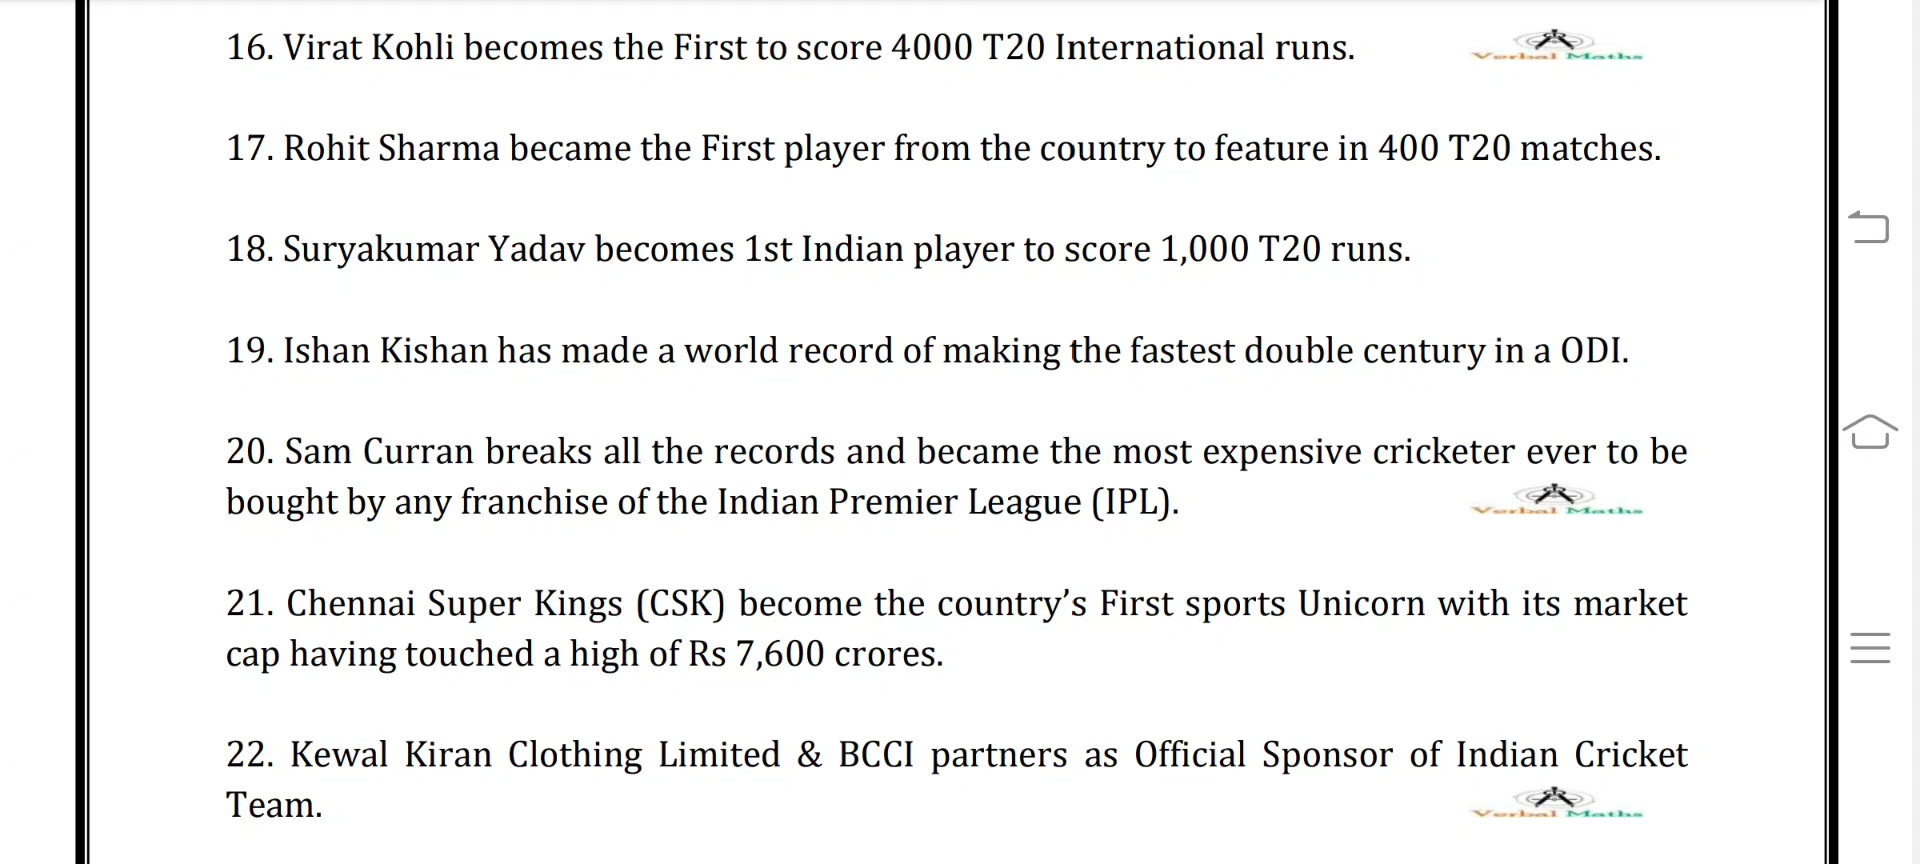 16. Virat Kohli becomes the First to score 4000 T20 International runs.
Verbal Maths
17. Rohit Sharma became the First player from the country to feature in 400 T20 matches.
18. Suryakumar Yadav becomes 1st Indian player to score 1,000 T20 runs.
19. Ishan Kishan has made a world record of making the fastest double century in a ODI.
20. Sam Curran breaks all the records and became the most expensive cricketer ever to be
bought by any franchise of the Indian Premier League (IPL).
Verbal Maths
21. Chennai Super Kings (CSK) become the country’s First sports Unicorn with its market
cap having touched a high of Rs 7,600 crores.
22. Kewal Kiran Clothing Limited & BCCI partners as Official Sponsor of Indian Cricket
Team.
Verbal Maths